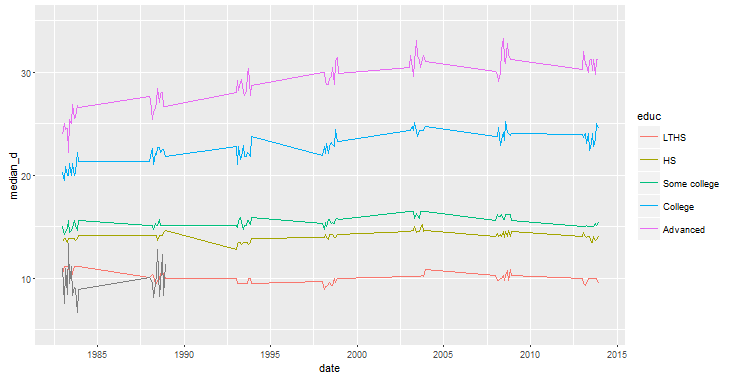 30
20
10
median_d
1985
1990
1995
2000
2005
2010
2015
date
educ
LTHS
HS
Some college
College
Advanced